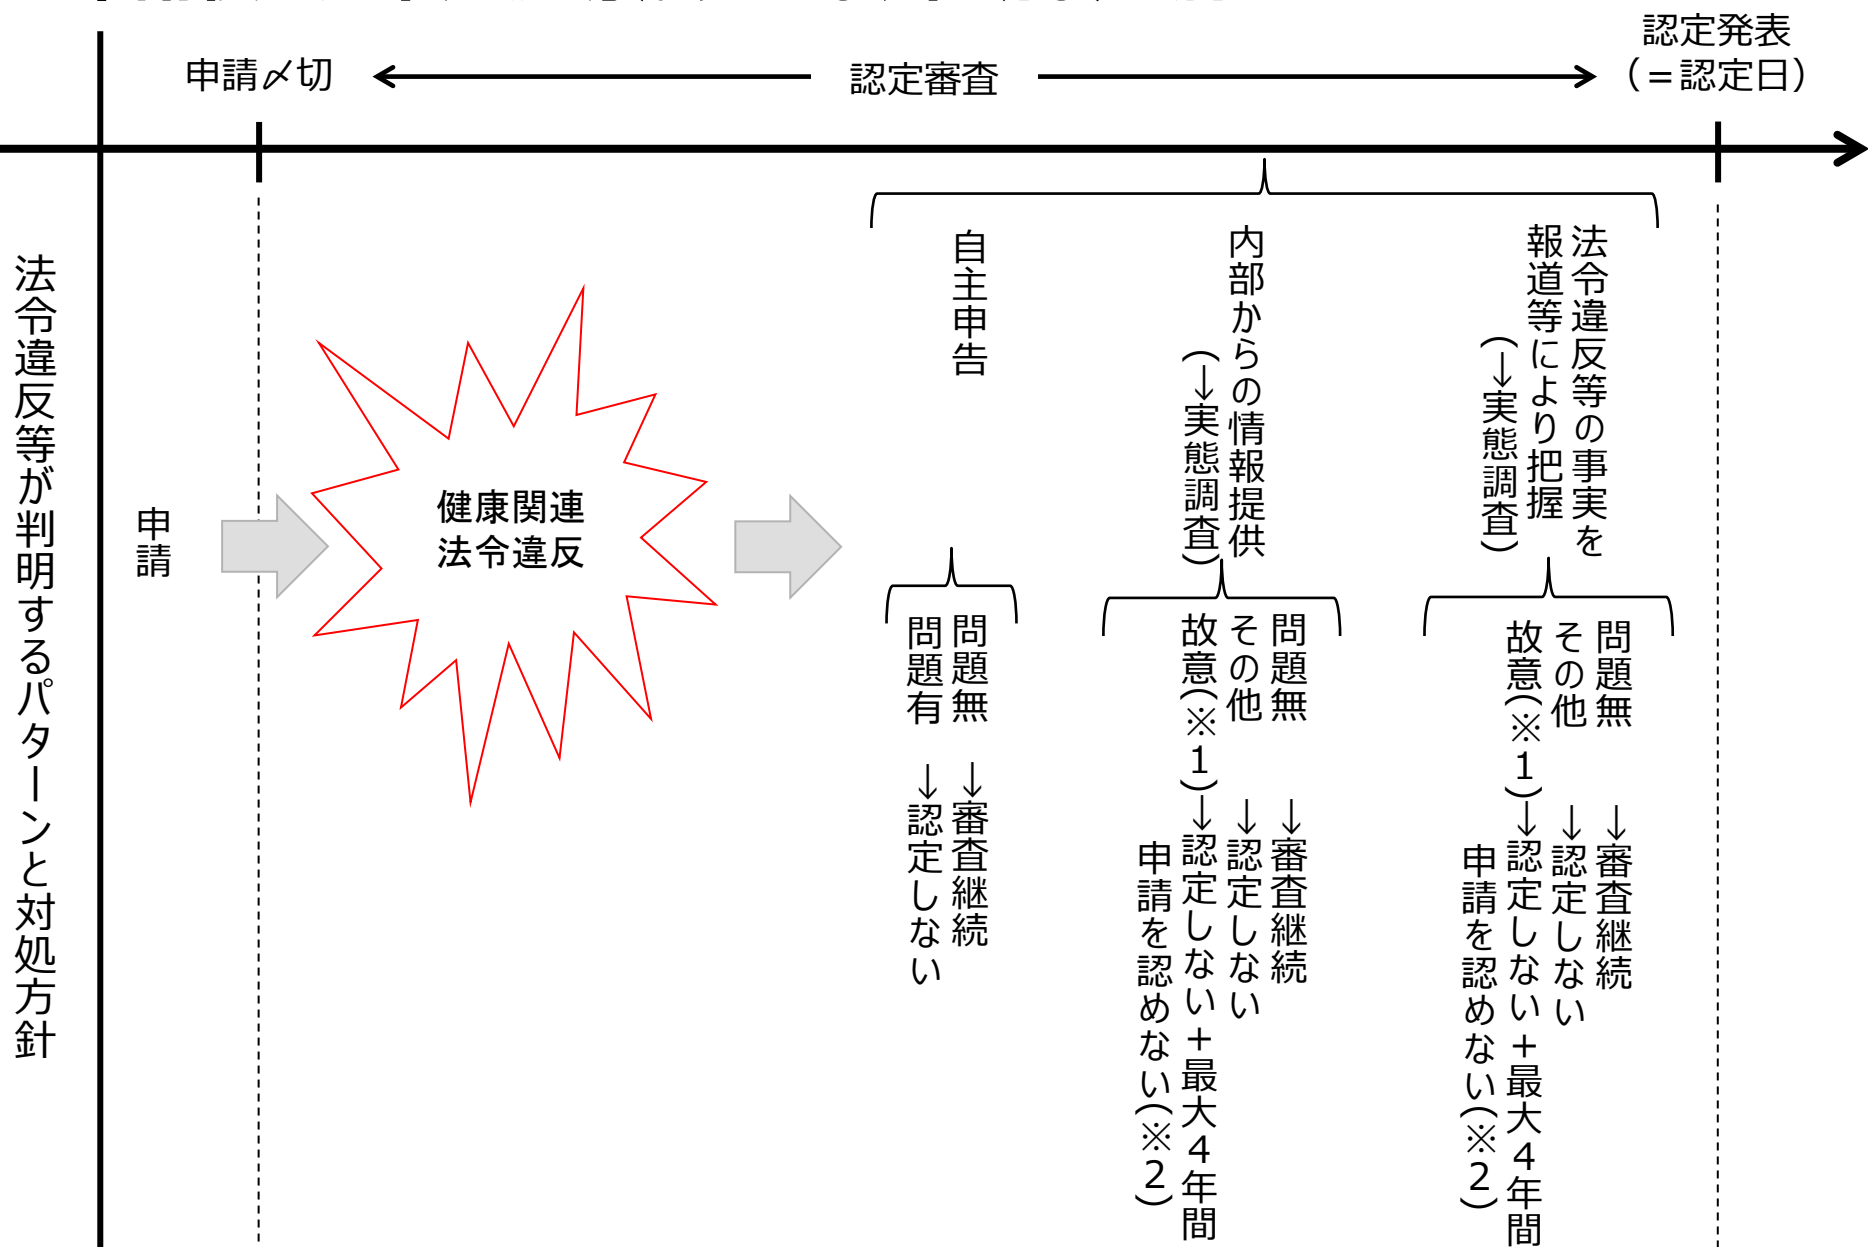 申請〆切
認定審査
認定発表
(=認定日)
法令違反等が判明するパターンと対処方針
申請
健康関連
法令違反
自主申告
問題無 →審査継続
問題有 →認定しない
内部からの情報提供
(→実態調査)
問題無 →審査継続
その他 →認定しない
故意(※1)→認定しない+最大4年間
申請を認めない(※2)
法令違反等の事実を
報道等により把握
(→実態調査)
問題無 →審査継続
その他 →認定しない
故意(※1)→認定しない+最大4年間
申請を認めない(※2)